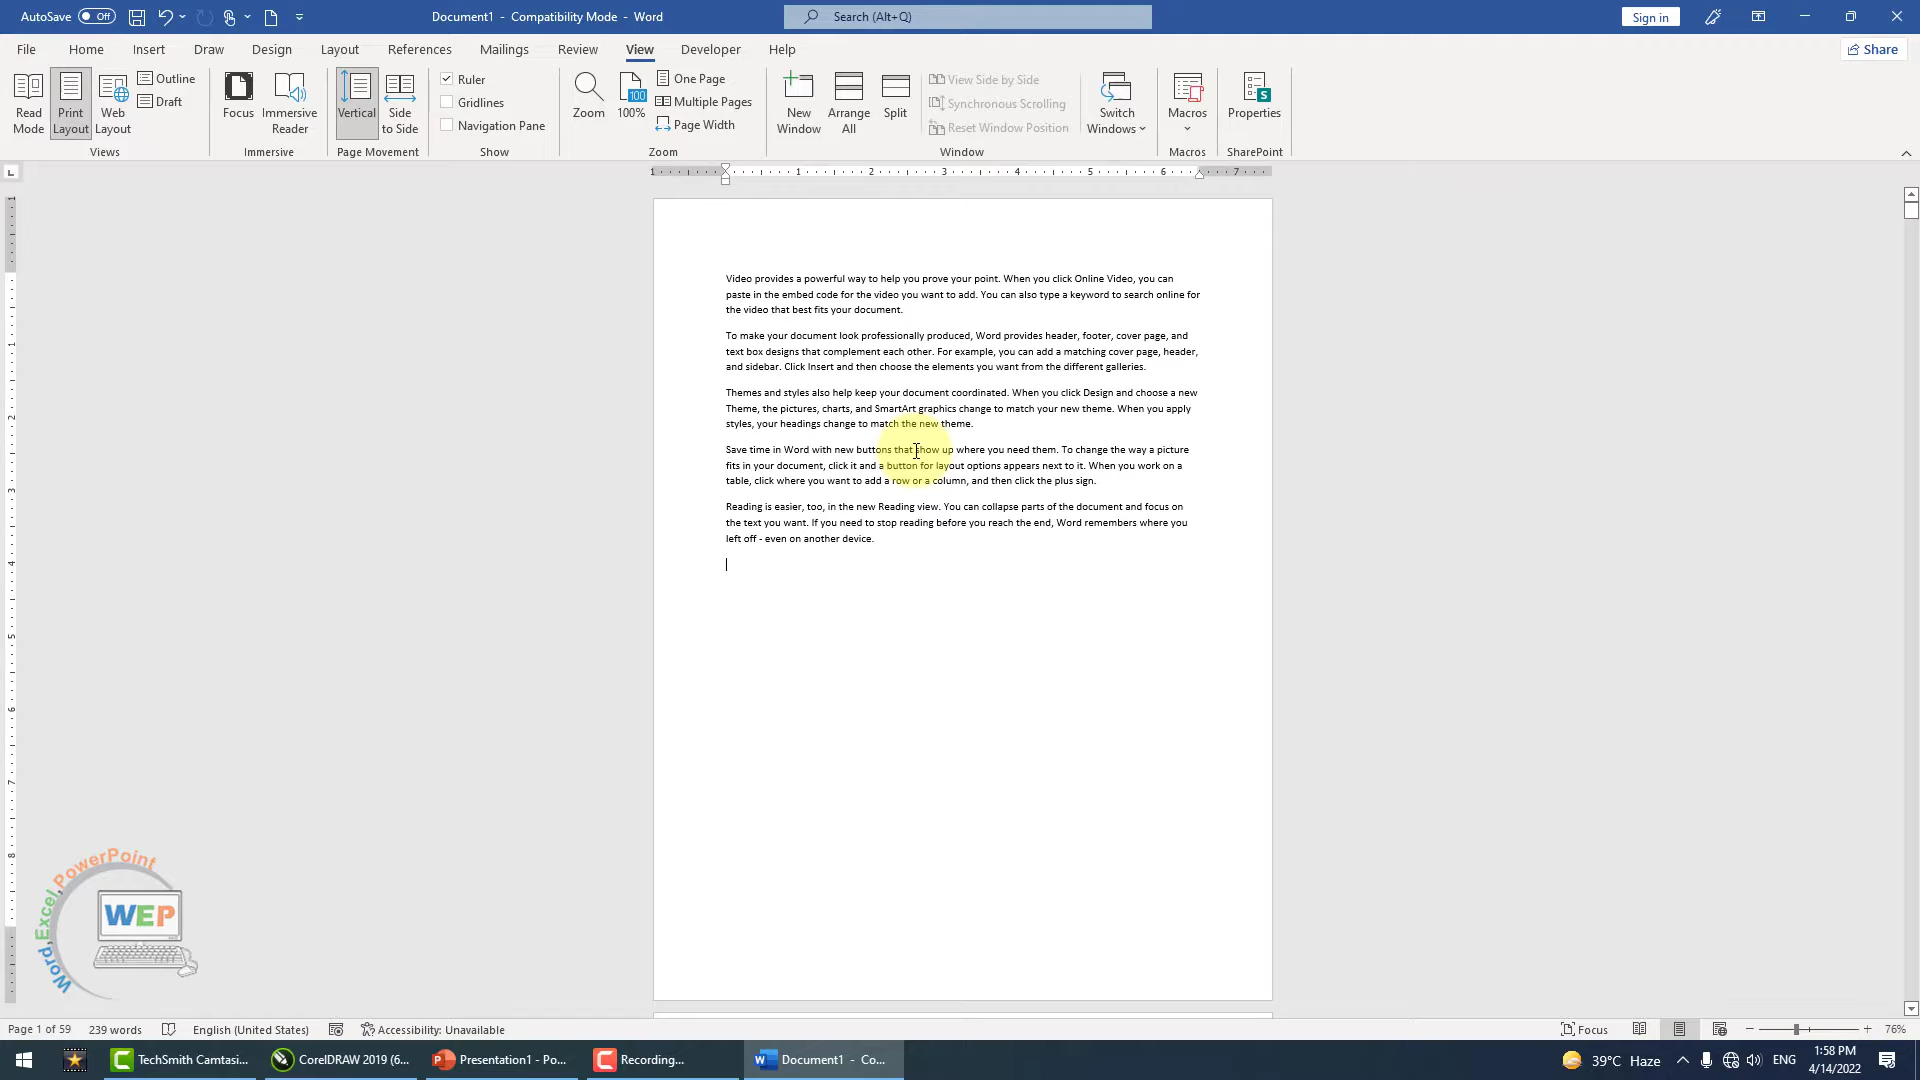 AutoSave Off Document1 - Compatibility Mode - Word Search (Alt+Q) Sign in
File Home Insert Draw Design Layout References Mailings Review View Developer Help Share
Read Mode
Print Layout
Web Layout
Outline
Draft
Views
Focus
Immersive Reader
Immersive
Vertical
Side to Side
Page Movement
Ruler
Gridlines
Navigation Pane
Show
Zoom
100
100%
One Page
Multiple Pages
Page Width
Zoom
New Window
Arrange All
Split
View Side by Side
Synchronous Scrolling
Reset Window Position
Switch Windows
Window
Macros
Macros
Properties
SharePoint
1 1 2 3 4 5 6 7
Video provides a powerful way to help you prove your point. When you click Online Video, you can
paste in the embed code for the video you want to add. You can also type a keyword to search online for
the video that best fits your document.
To make your document look professionally produced, Word provides header, footer, cover page, and
text box designs that complement each other. For example, you can add a matching cover page, header,
and sidebar. Click Insert and then choose the elements you want from the different galleries.
Themes and styles also help keep your document coordinated. When you click Design and choose a new
Theme, the pictures, charts, and SmartArt graphics change to match your new theme. When you apply
styles, your headings change to match the new theme.
Save time in Word with new buttons that show up where you need them. To change the way a picture
fits in your document, click it and a button for layout options appears next to it. When you work on a
table, click where you want to add a row or a column, and then click the plus sign.
Reading is easier, too, in the new Reading view. You can collapse parts of the document and focus on
the text you want. If you need to stop reading before you reach the end, Word remembers where you
left off - even on another device.
1
1
2
3
4
5
6
7
8
Word,Excel,PowerPoint
WEP
Page 1 of 59 239 words English (United States) Accessibility: Unavailable Focus 76%
TechSmith Camtasi... CorelDRAW 2019 (6... Presentation1 - Po... Recording... Document1 - Co... 39°C Haze ENG 1:58 PM
4/14/2022